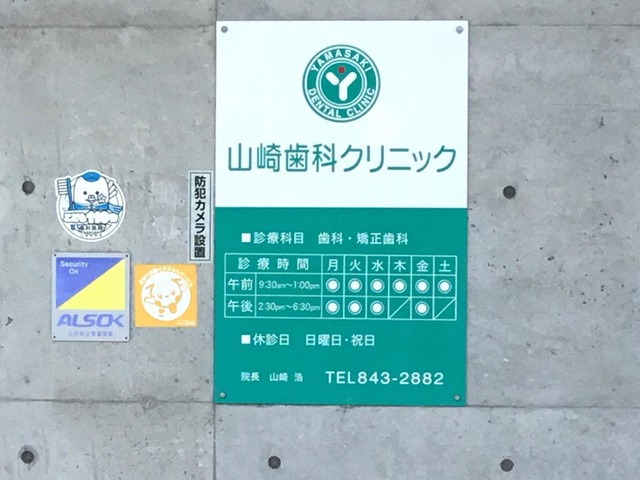 YAMASAKI
DENTAL CLINIC
山崎歯科クリニック
防犯カメラ設置
■診療科目 歯科・矯正歯科
診療時間 月 火 水 木 金 土
午前 9:30am〜1:00pm ◉ ◉ ◉ ◉ ◉ ◉
午後 2:30pm〜6:30pm ◉ ◉ ◉ ／ ◉ ／
■休診日 日曜日・祝日
院長 山崎 浩 TEL843-2882
Security
On
ALSOK